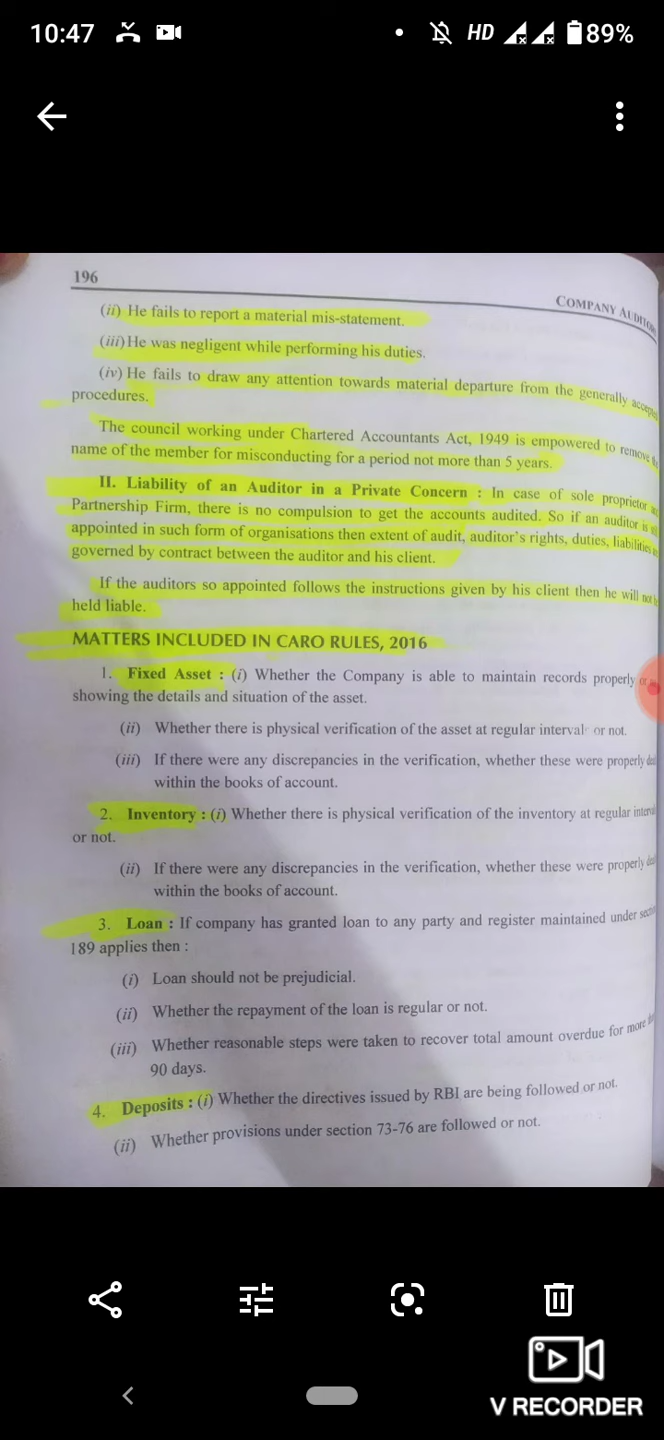 10:47 HD 89%
196
COMPANY AUDITOR
(ii) He fails to report a material mis-statement.
(iii) He was negligent while performing his duties.
(iv) He fails to draw any attention towards material departure from the generally
procedures.
The council working under Chartered Accountants Act, 1949 is empowered to remove
name of the member for misconducting for a period not more than 5 years.
II. Liability of an Auditor in a Private Concern : In case of sole proprietor
Partnership Firm, there is no compulsion to get the accounts audited. So if an auditor is
appointed in such form of organisations then extent of audit, auditor's rights, duties, liabilities
governed by contract between the auditor and his client.
If the auditors so appointed follows the instructions given by his client then he will not
held liable.
MATTERS INCLUDED IN CARO RULES, 2016
1. Fixed Asset : (i) Whether the Company is able to maintain records properly or
showing the details and situation of the asset.
(ii) Whether there is physical verification of the asset at regular interval or not.
(iii) If there were any discrepancies in the verification, whether these were properly
within the books of account.
2. Inventory : (i) Whether there is physical verification of the inventory at regular
or not.
(ii) If there were any discrepancies in the verification, whether these were properly
within the books of account.
3. Loan : If company has granted loan to any party and register maintained under
189 applies then :
(i) Loan should not be prejudicial.
(ii) Whether the repayment of the loan is regular or not.
(iii) Whether reasonable steps were taken to recover total amount overdue for more
90 days.
4. Deposits : (i) Whether the directives issued by RBI are being followed or not.
(ii) Whether provisions under section 73-76 are followed or not.
V RECORDER